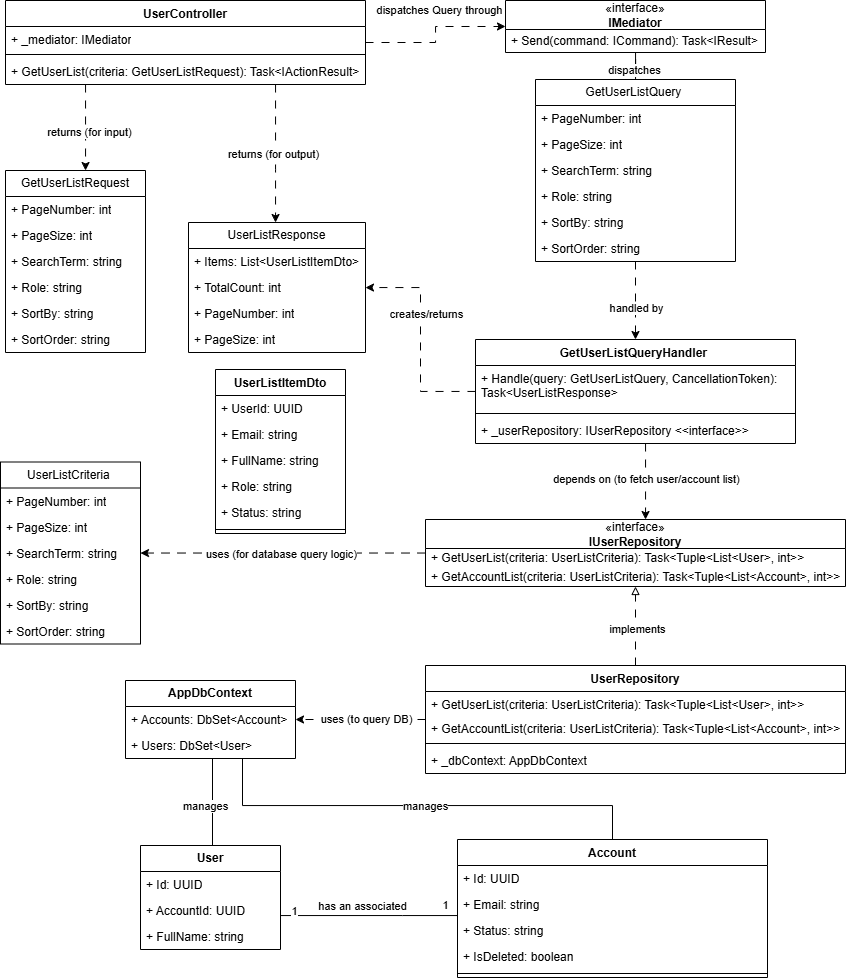 UserController
+ _mediator: IMediator
+ GetUserList(criteria: GetUserListRequest): Task<IActionResult>
dispatches Query through
«interface»
IMediator
+ Send(command: ICommand): Task<IResult>
dispatches
GetUserListQuery
+ PageNumber: int
+ PageSize: int
+ SearchTerm: string
+ Role: string
+ SortBy: string
+ SortOrder: string
returns (for input)
returns (for output)
GetUserListRequest
+ PageNumber: int
+ PageSize: int
+ SearchTerm: string
+ Role: string
+ SortBy: string
+ SortOrder: string
UserListResponse
+ Items: List<UserListItemDto>
+ TotalCount: int
+ PageNumber: int
+ PageSize: int
creates/returns
handled by
GetUserListQueryHandler
+ Handle(query: GetUserListQuery, CancellationToken):
Task<UserListResponse>
+ _userRepository: IUserRepository <<interface>>
UserListItemDto
+ UserId: UUID
+ Email: string
+ FullName: string
+ Role: string
+ Status: string
depends on (to fetch user/account list)
UserListCriteria
+ PageNumber: int
+ PageSize: int
+ SearchTerm: string
+ Role: string
+ SortBy: string
+ SortOrder: string
uses (for database query logic)
«interface»
IUserRepository
+ GetUserList(criteria: UserListCriteria): Task<Tuple<List<User>, int>>
+ GetAccountList(criteria: UserListCriteria): Task<Tuple<List<Account>, int>>
implements
UserRepository
+ GetUserList(criteria: UserListCriteria): Task<Tuple<List<User>, int>>
+ GetAccountList(criteria: UserListCriteria): Task<Tuple<List<Account>, int>>
+ _dbContext: AppDbContext
uses (to query DB)
AppDbContext
+ Accounts: DbSet<Account>
+ Users: DbSet<User>
manages
manages
User
+ Id: UUID
+ AccountId: UUID
+ FullName: string
1
has an associated
1
Account
+ Id: UUID
+ Email: string
+ Status: string
+ IsDeleted: boolean